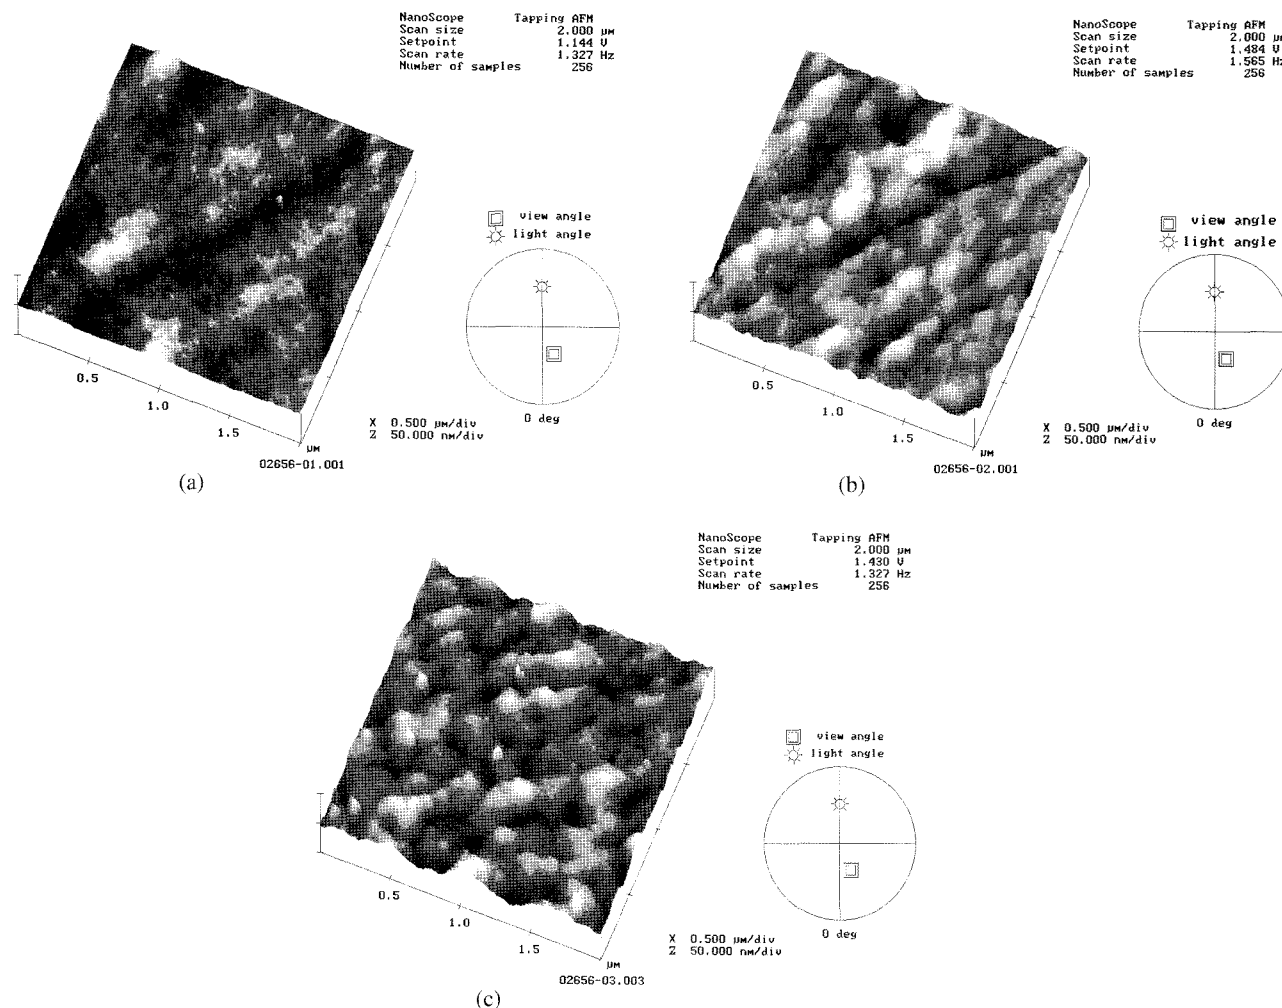 NanoScope Tapping AFM
Scan size 2.000 μm
Setpoint 1.144 V
Scan rate 1.327 Hz
Number of samples 256
view angle
light angle
0 deg
0.5
1.0
1.5
μm
X 0.500 μm/div
Z 50.000 nm/div
02656-01.001
(a)
NanoScope Tapping AFM
Scan size 2.000 μm
Setpoint 1.484 V
Scan rate 1.565 Hz
Number of samples 256
view angle
light angle
0 deg
0.5
1.0
1.5
μm
X 0.500 μm/div
Z 50.000 nm/div
02656-02.001
(b)
NanoScope Tapping AFM
Scan size 2.000 μm
Setpoint 1.430 V
Scan rate 1.327 Hz
Number of samples 256
view angle
light angle
0 deg
0.5
1.0
1.5
μm
X 0.500 μm/div
Z 50.000 nm/div
02656-03.003
(c)